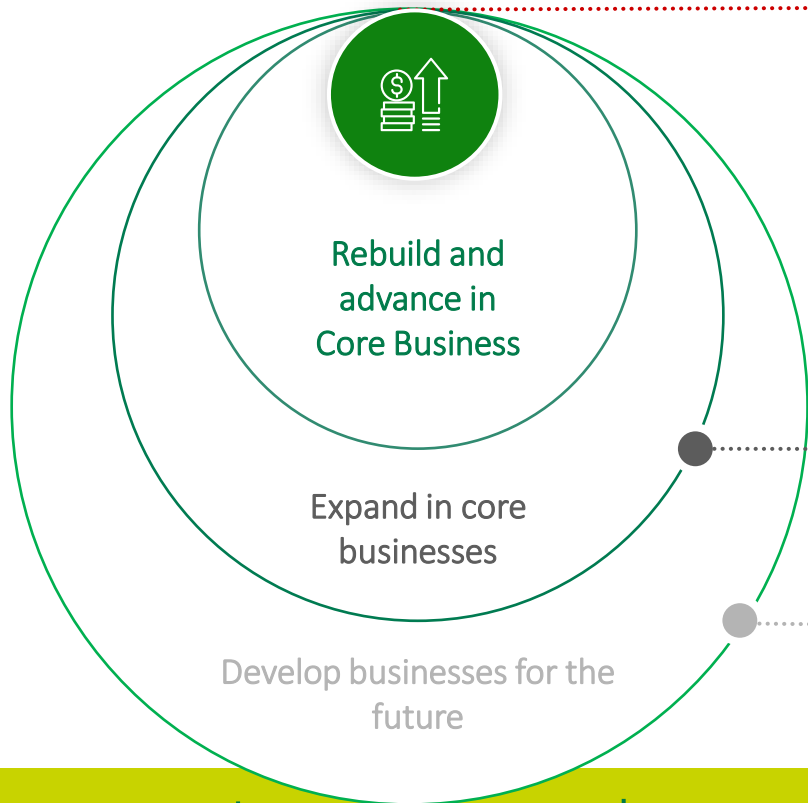 $
Rebuild and
advance in
Core Business
Expand in core
businesses
Develop businesses for the
future